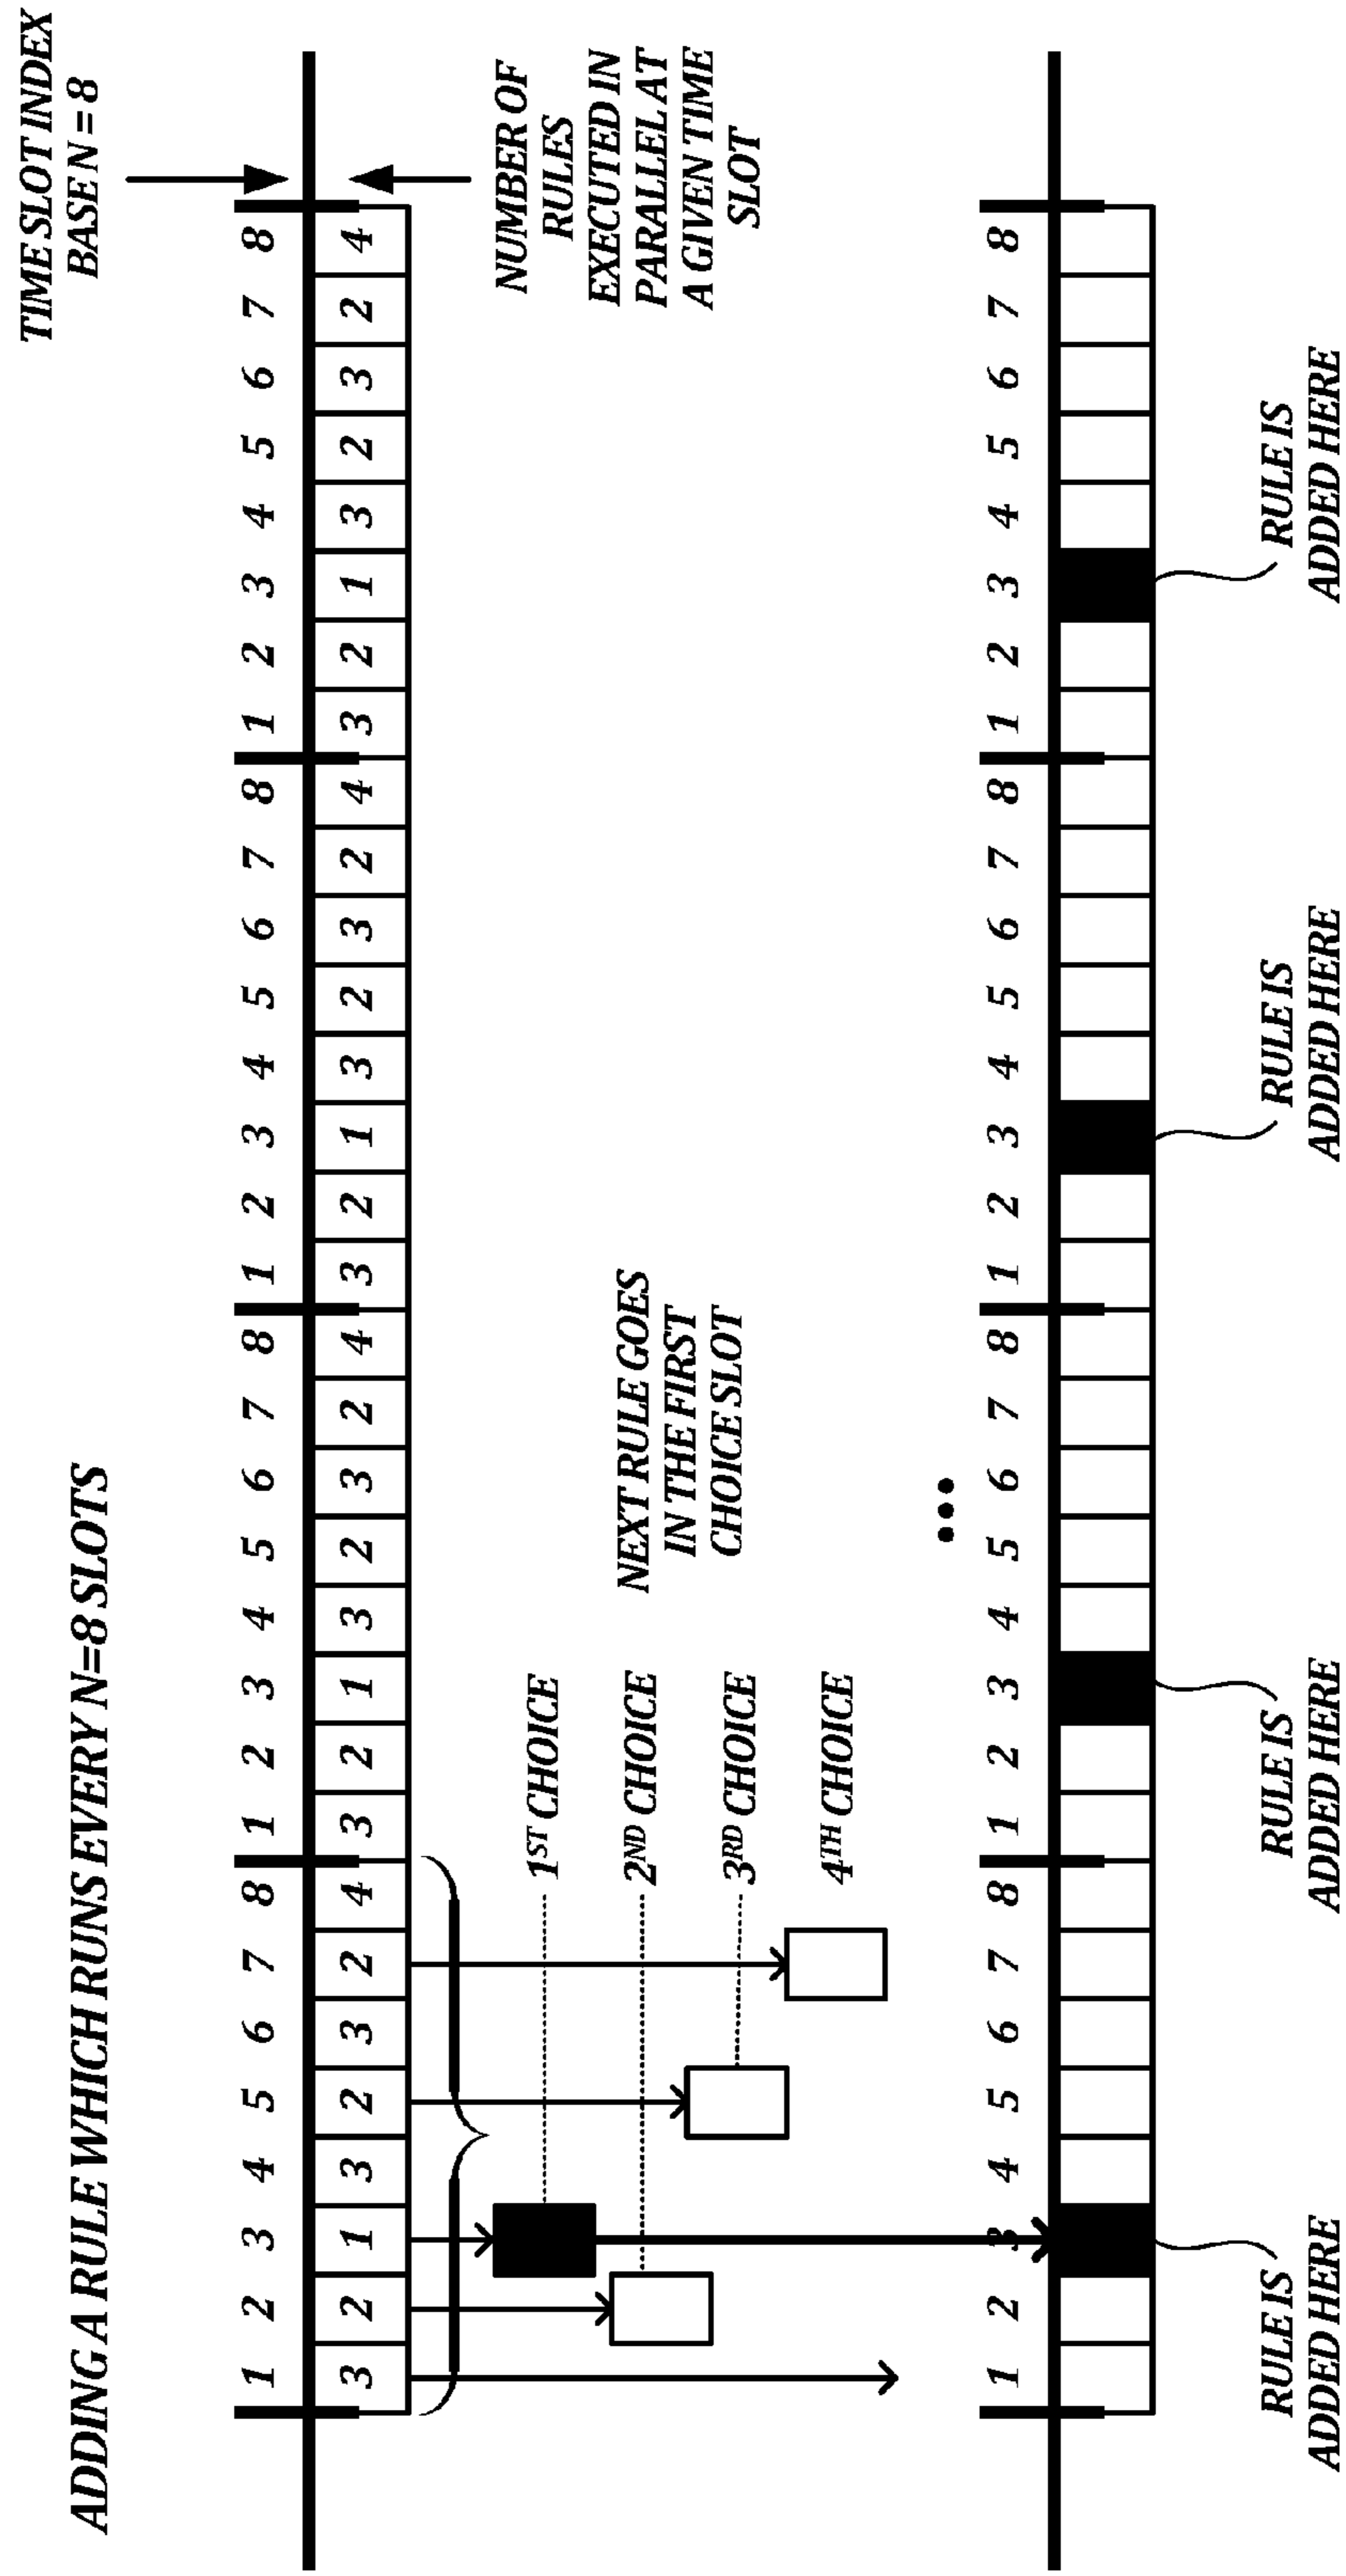 ADDING A RULE WHICH RUNS EVERY N=8 SLOTS
TIME SLOT INDEX
BASE N = 8
1 2 3 4 5 6 7 8 1 2 3 4 5 6 7 8 1 2 3 4 5 6 7 8 1 2 3 4 5 6 7 8
3 2 1 3 2 3 2 4 3 2 1 3 2 3 2 4 3 2 1 3 2 3 2 4 3 2 1 3 2 3 2 4
NUMBER OF
RULES
EXECUTED IN
PARALLEL AT
A GIVEN TIME
SLOT
1ST CHOICE
2ND CHOICE
3RD CHOICE
4TH CHOICE
NEXT RULE GOES
IN THE FIRST
CHOICE SLOT
...
1 2 3 4 5 6 7 8 1 2 3 4 5 6 7 8 1 2 3 4 5 6 7 8 1 2 3 4 5 6 7 8
RULE IS
ADDED HERE
RULE IS
ADDED HERE
RULE IS
ADDED HERE
RULE IS
ADDED HERE